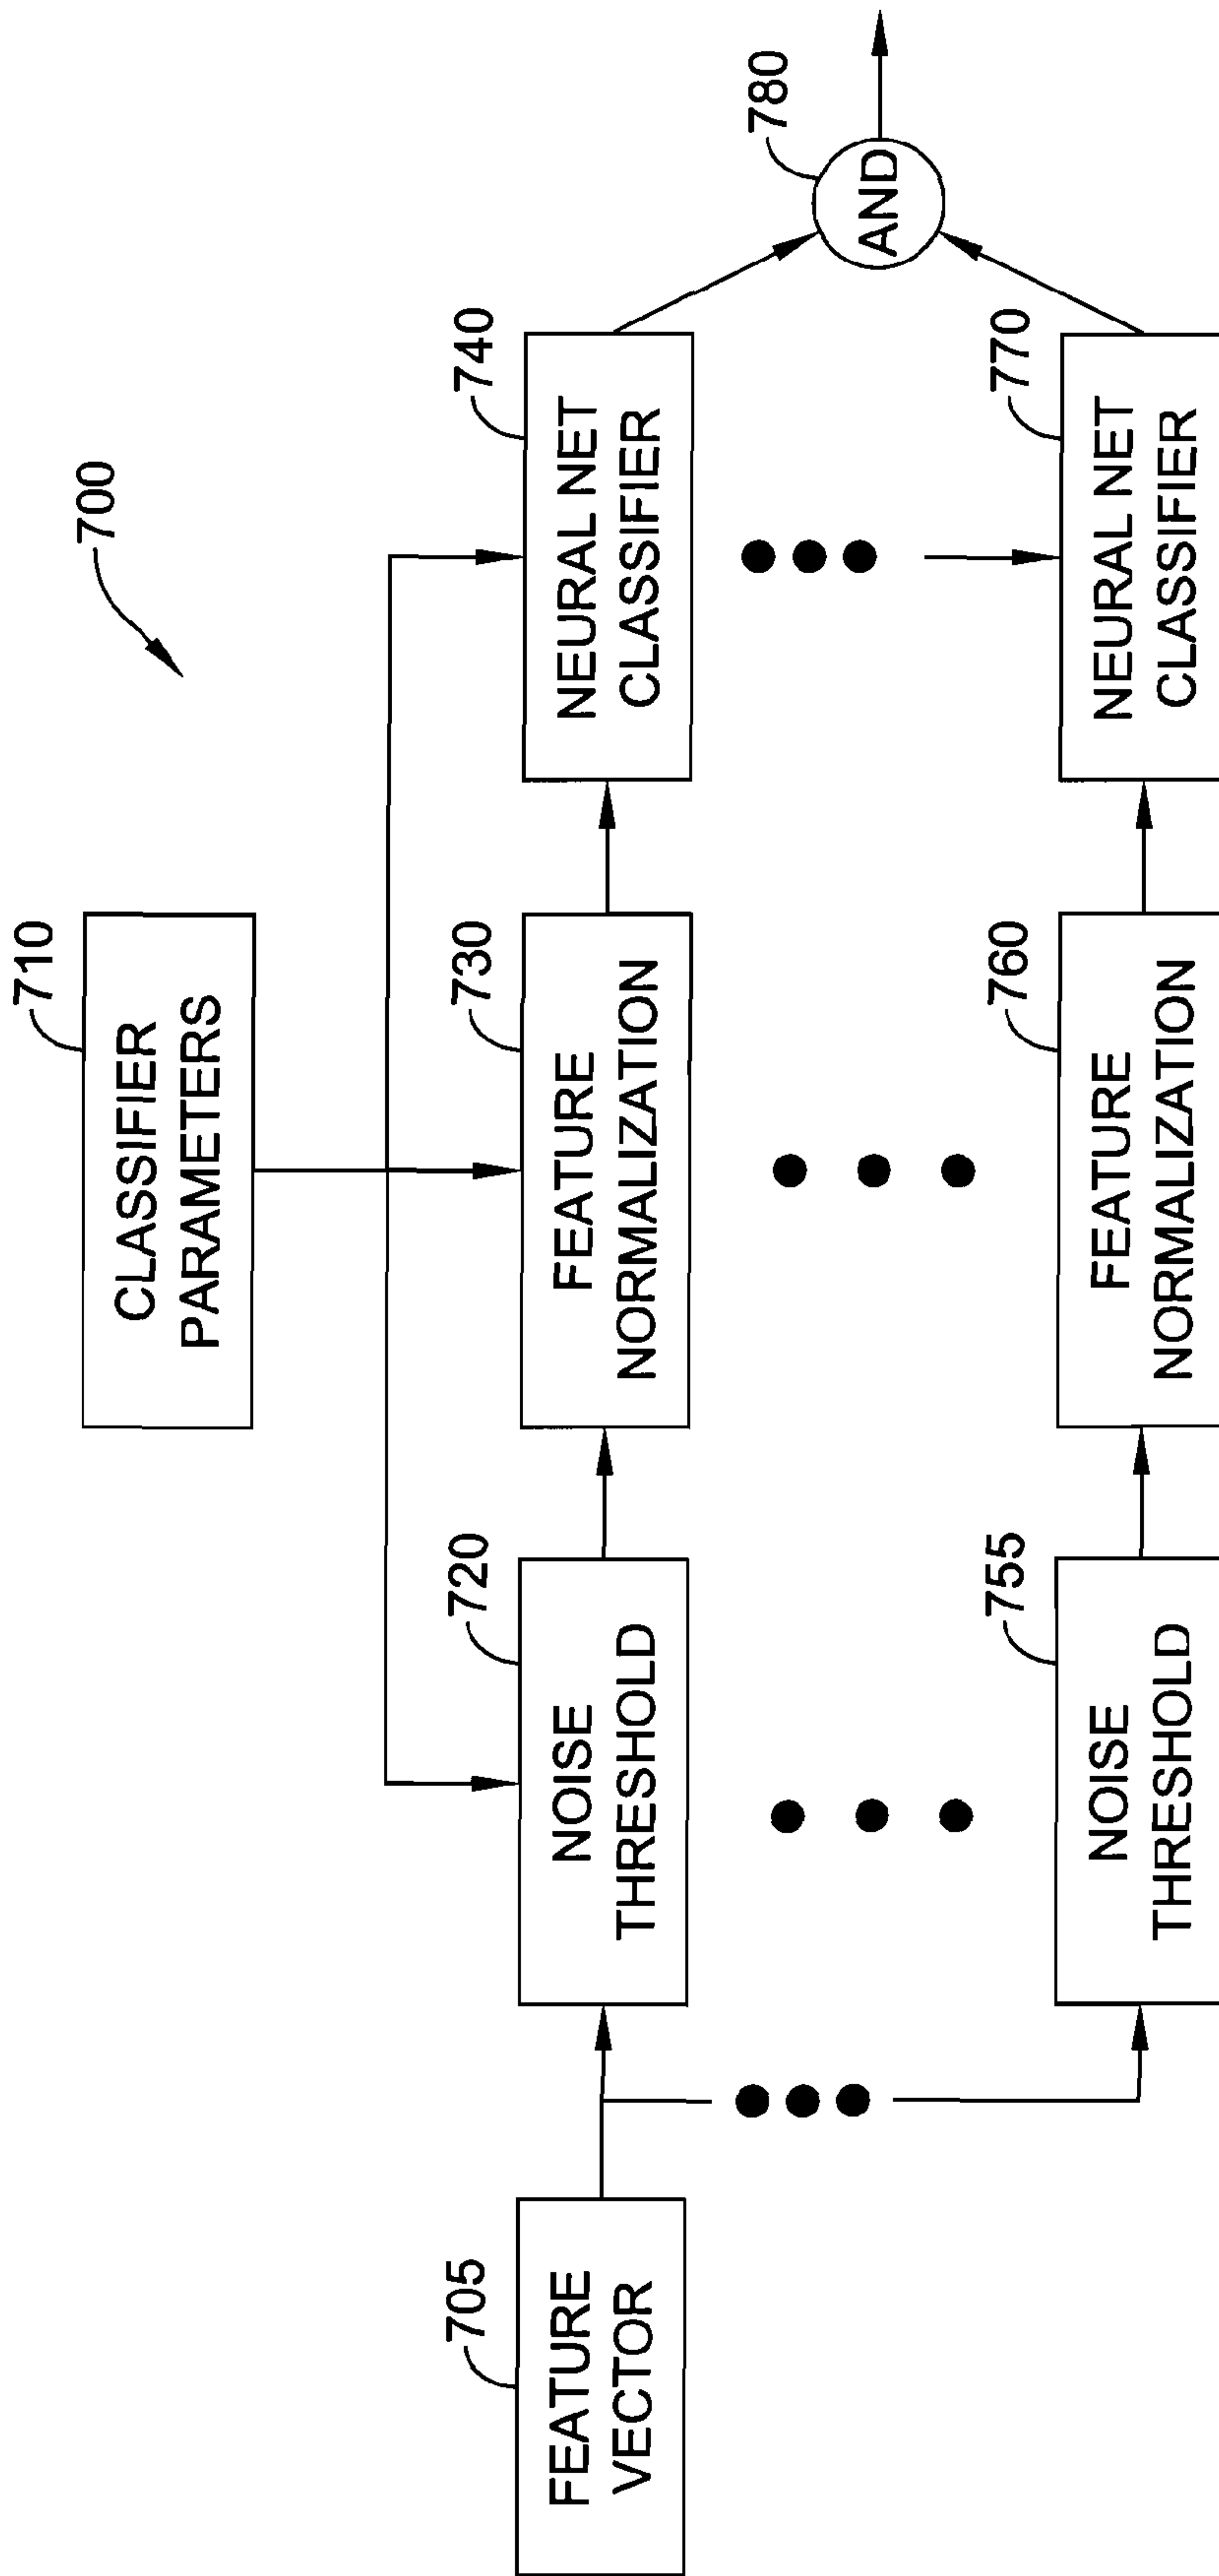 700
710
CLASSIFIER
PARAMETERS
705
FEATURE
VECTOR
720
NOISE
THRESHOLD
730
FEATURE
NORMALIZATION
740
NEURAL NET
CLASSIFIER
780
AND
755
NOISE
THRESHOLD
760
FEATURE
NORMALIZATION
770
NEURAL NET
CLASSIFIER